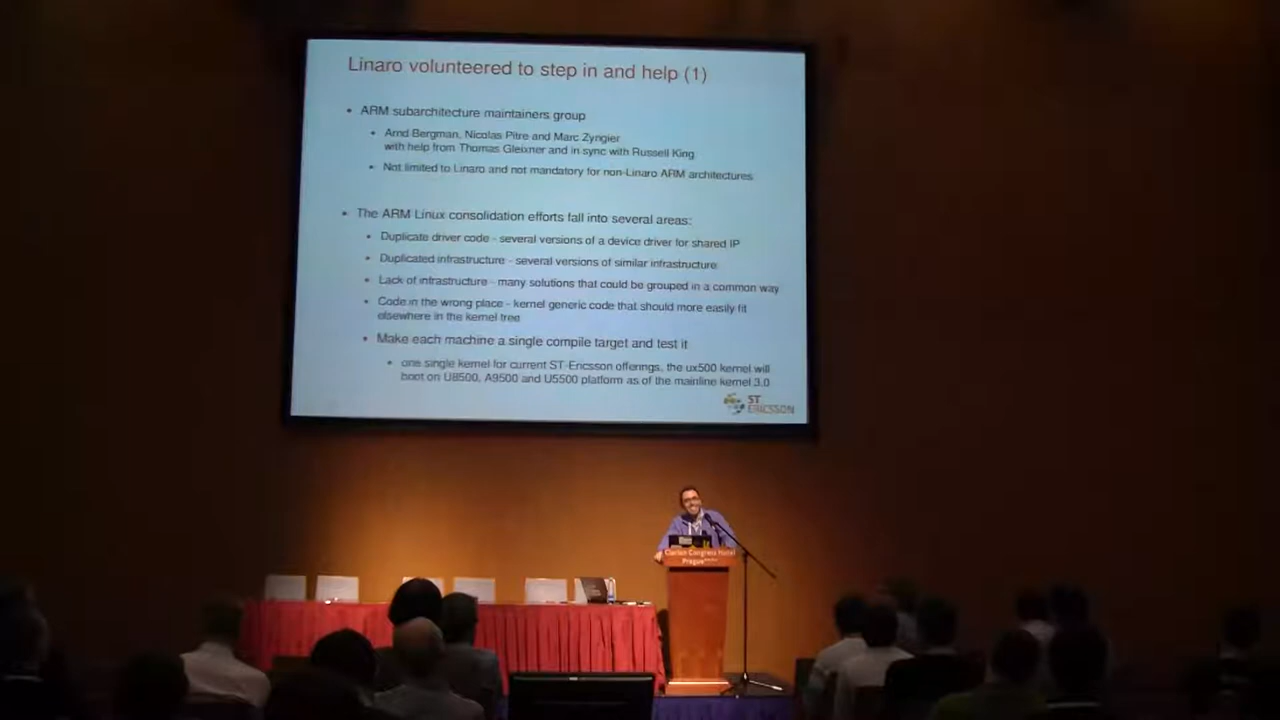 Linaro volunteered to step in and help (1)
• ARM subarchitecture maintainers group
• Arnd Bergman, Nicolas Pitre and Marc Zyngier
with help from Thomas Gleixner and in sync with Russell King
• Not limited to Linaro and not mandatory for non-Linaro ARM architectures
• The ARM Linux consolidation efforts fall into several areas:
• Duplicate driver code - several versions of a device driver for shared IP
• Duplicated infrastructure - several versions of similar infrastructure
• Lack of infrastructure - many solutions that could be grouped in a common way
• Code in the wrong place - kernel generic code that should more easily fit
elsewhere in the kernel tree
• Make each machine a single compile target and test it
• one single kernel for current ST-Ericsson offerings, the ux500 kernel will
boot on U8500, A9500 and U5500 platform as of the mainline kernel 3.0
ST
ERICSSON
Clarion Congress Hotel
Prague